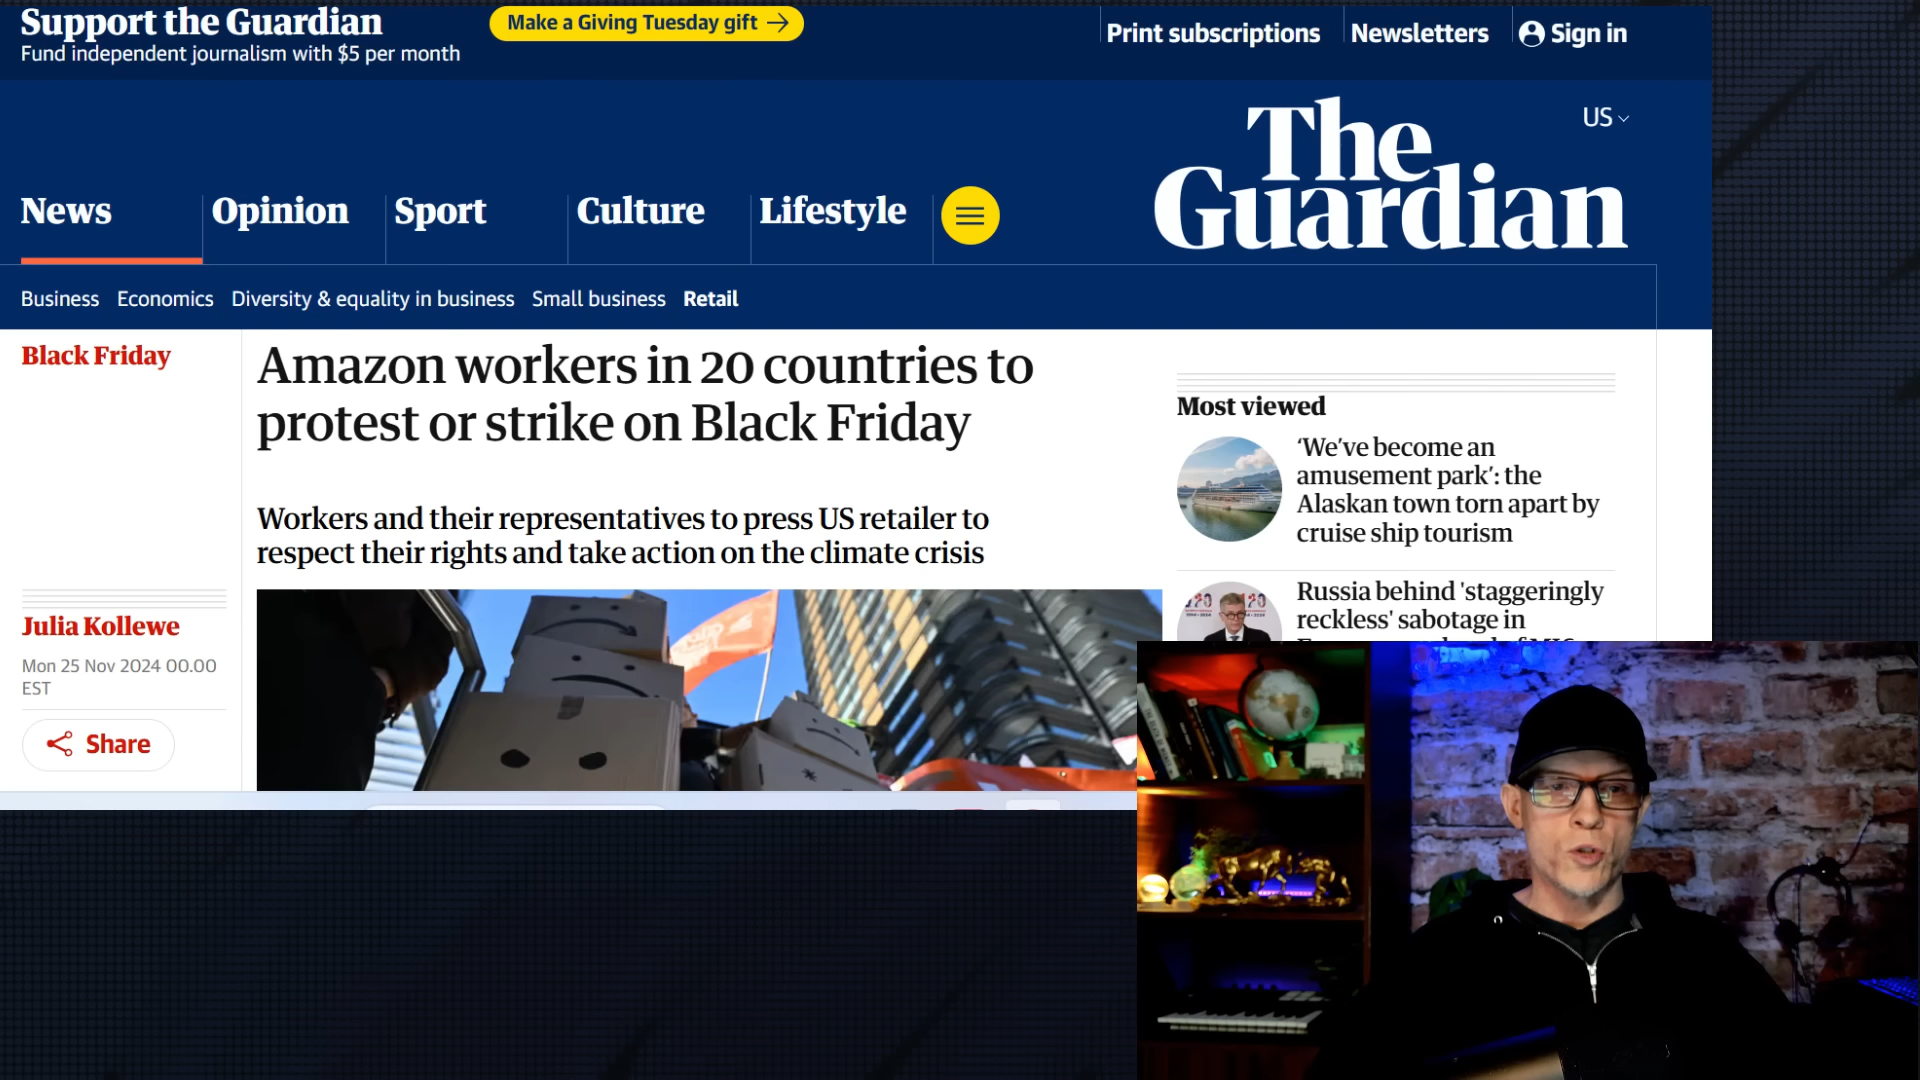 Support the Guardian
Fund independent journalism with $5 per month
Make a Giving Tuesday gift →
Print subscriptions
Newsletters
Sign in
US
The
Guardian
News
Opinion
Sport
Culture
Lifestyle
Business Economics Diversity & equality in business Small business Retail
Black Friday
Amazon workers in 20 countries to
protest or strike on Black Friday
Workers and their representatives to press US retailer to
respect their rights and take action on the climate crisis
Julia Kollewe
Mon 25 Nov 2024 00.00
EST
Share
Most viewed
‘We’ve become an
amusement park’: the
Alaskan town torn apart by
cruise ship tourism
Russia behind 'staggeringly
reckless' sabotage in